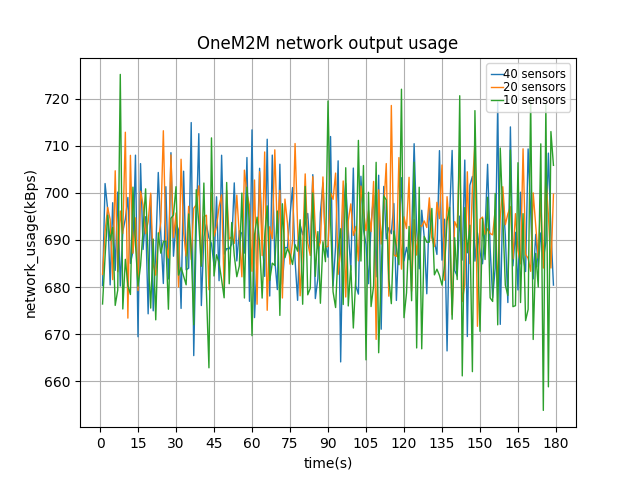 OneM2M network output usage
40 sensors
20 sensors
10 sensors
network_usage(kBps)
720
710
700
690
680
670
660
0 15 30 45 60 75 90 105 120 135 150 165 180
time(s)